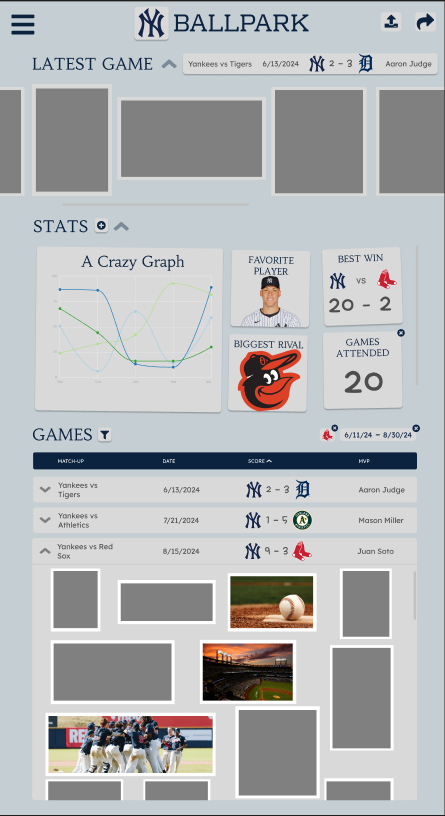 BALLPARK
LATEST GAME
Yankees vs Tigers 6/13/2024 2 - 3 Aaron Judge
STATS
A Crazy Graph
FAVORITE
PLAYER
BEST WIN
vs
20 - 2
BIGGEST RIVAL
GAMES
ATTENDED
20
GAMES
6/11/24 - 8/30/24
MATCH-UP DATE SCORE MVP
Yankees vs
Tigers
6/13/2024 2 - 3 Aaron Judge
Yankees vs
Athletics
7/21/2024 1 - 5 Mason Miller
Yankees vs Red
Sox
8/15/2024 9 - 3 Juan Soto